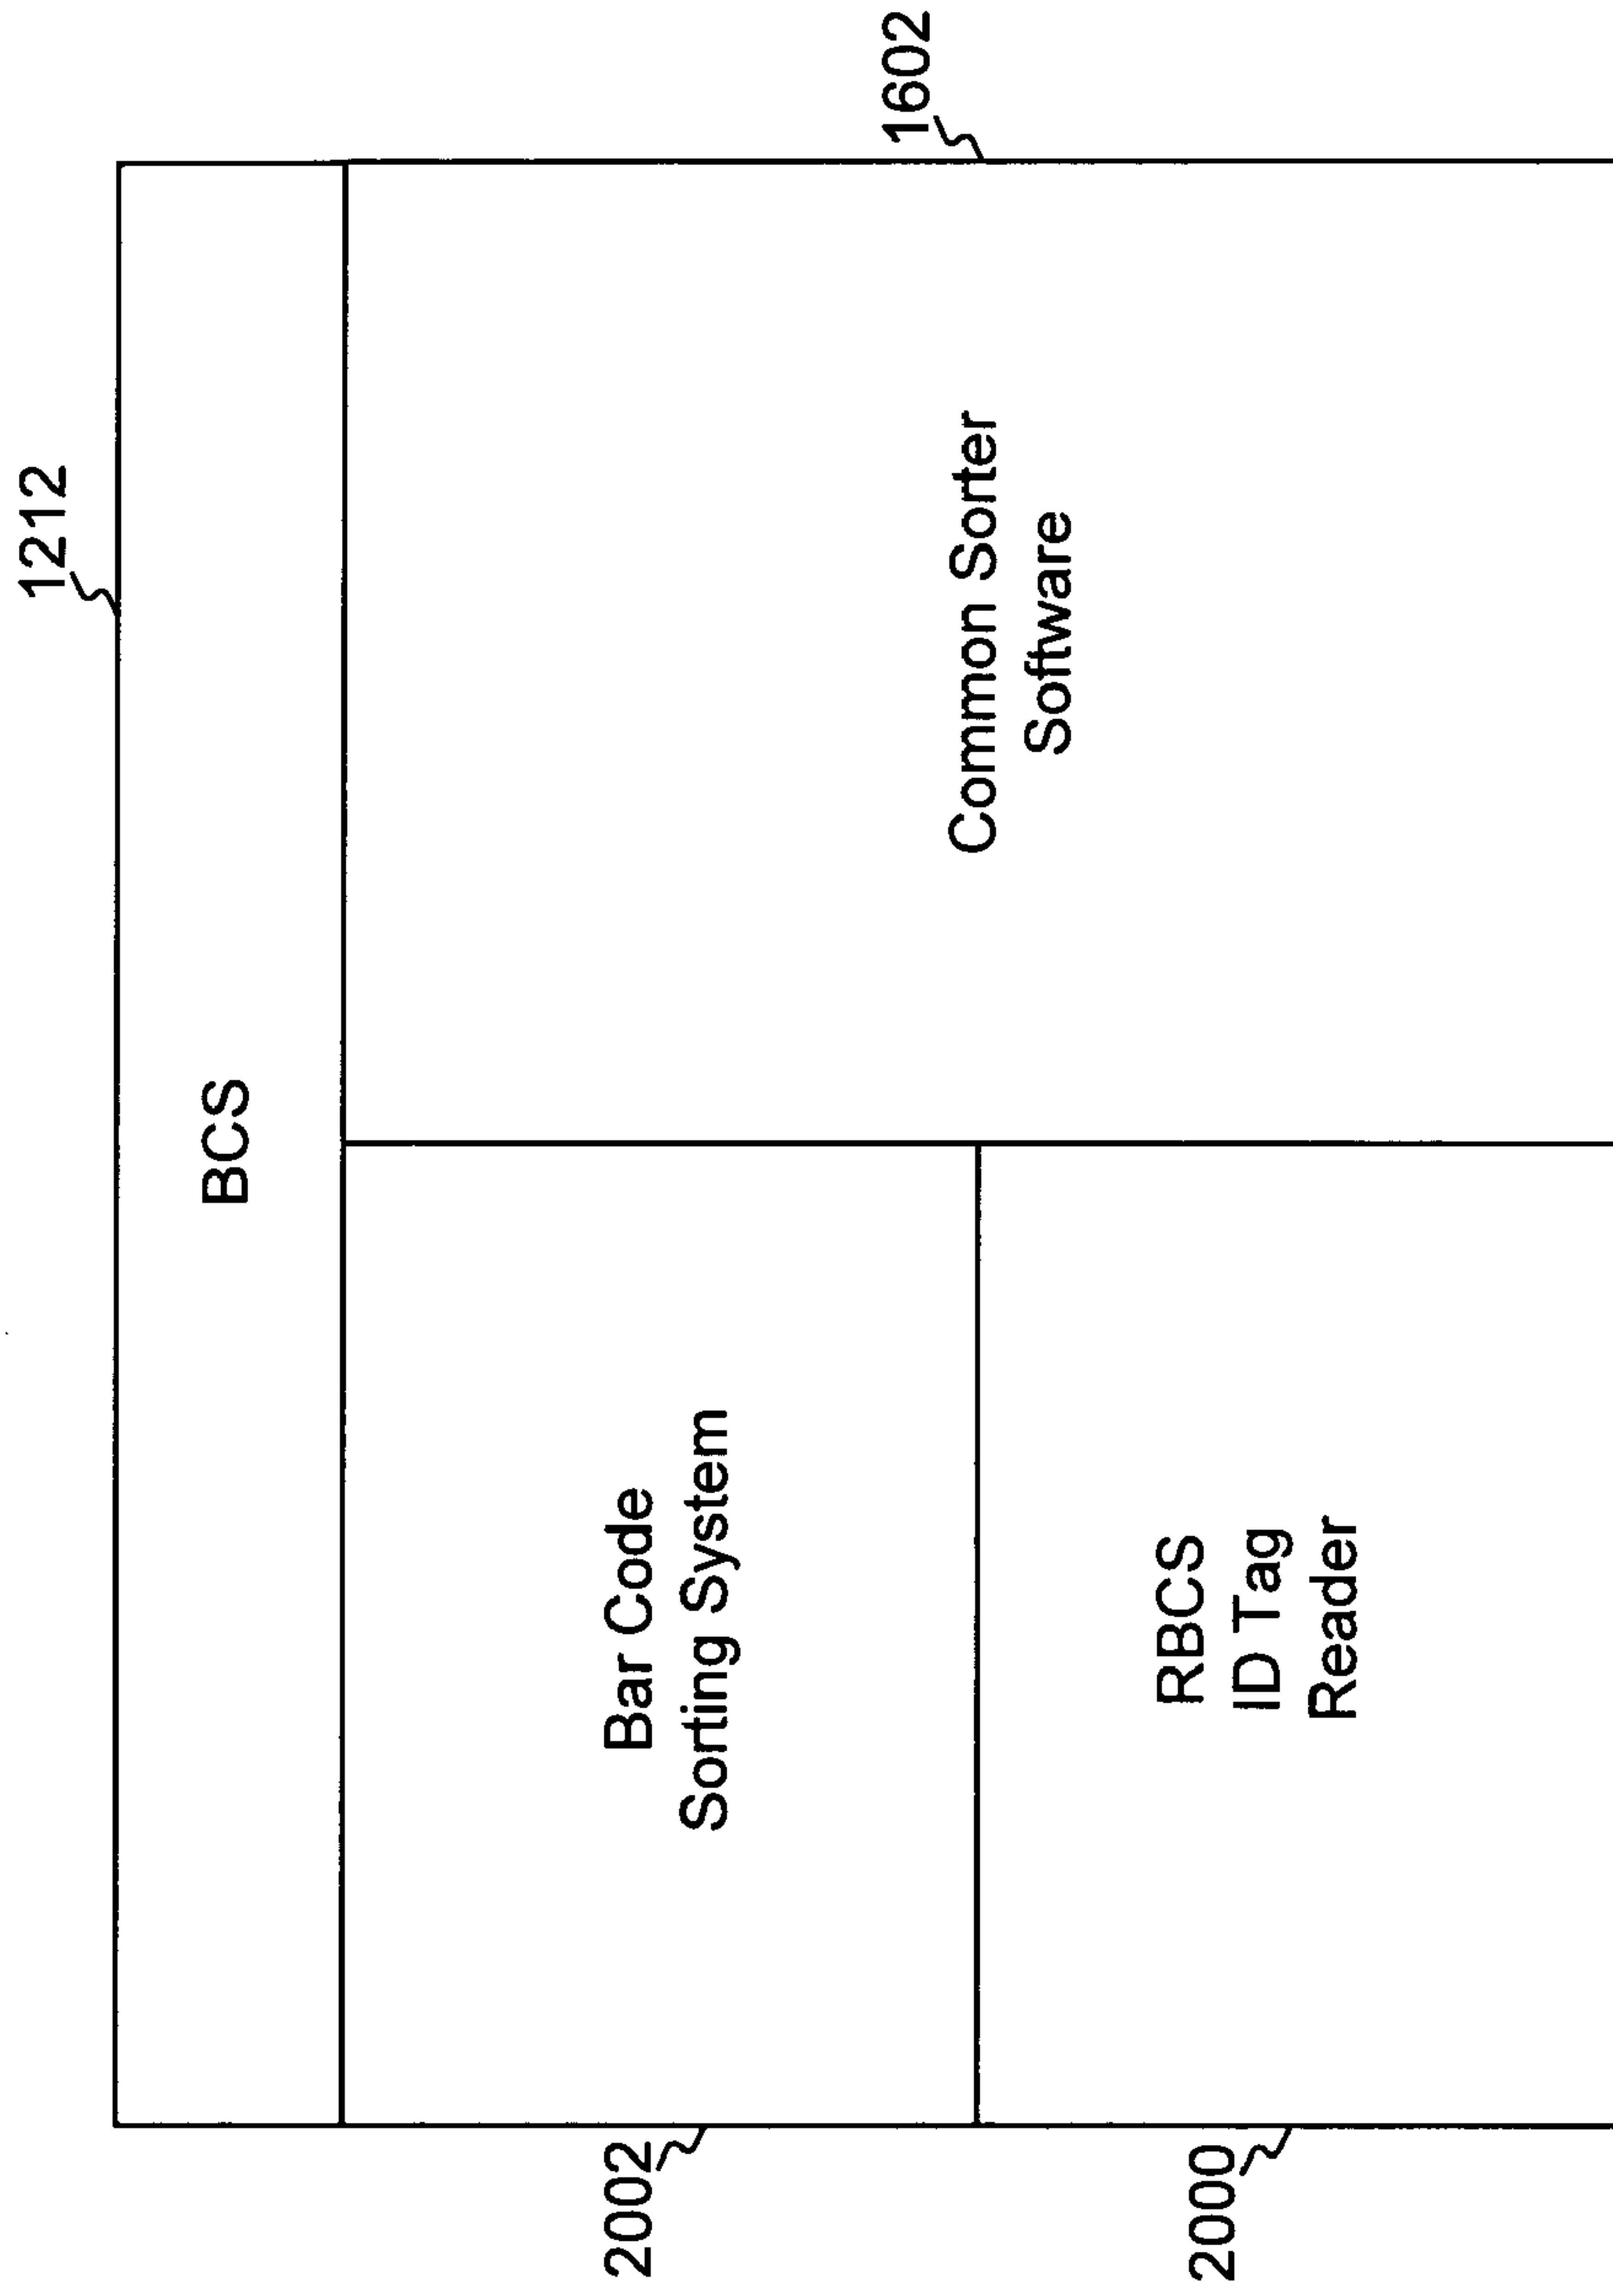 1212
BCS
2002
Bar Code
Sorting System
Common Sorter
Software
1602
2000
RBCS
ID Tag
Reader